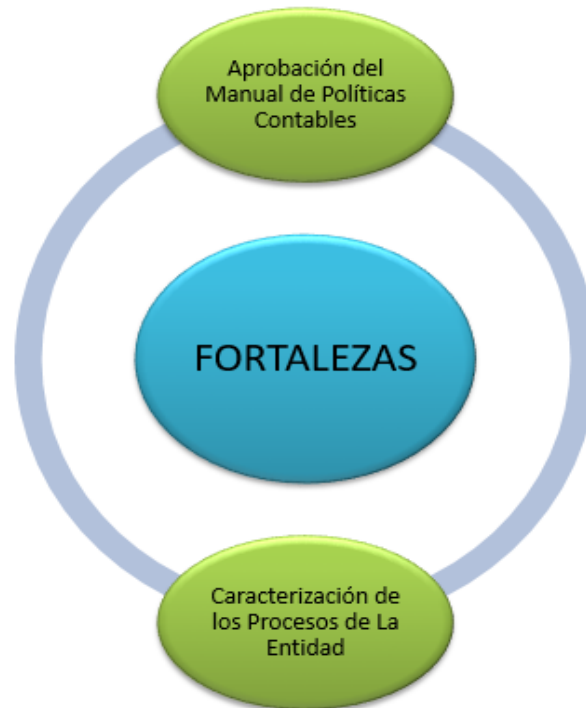 Aprobación del
Manual de Políticas
Contables
FORTALEZAS
Caracterización de
los Procesos de La
Entidad